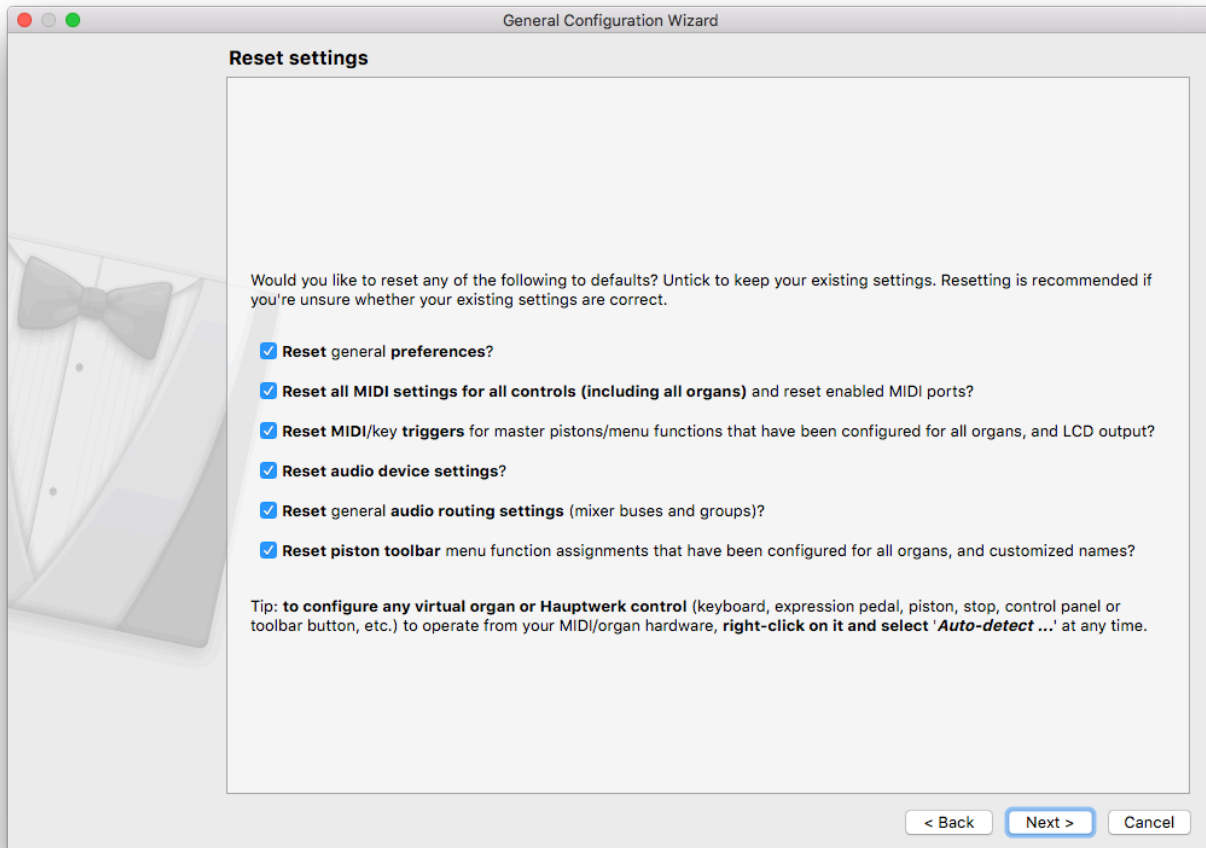 General Configuration Wizard
Reset settings
Would you like to reset any of the following to defaults? Untick to keep your existing settings. Resetting is recommended if
you're unsure whether your existing settings are correct.
Reset general preferences?
Reset all MIDI settings for all controls (including all organs) and reset enabled MIDI ports?
Reset MIDI/key triggers for master pistons/menu functions that have been configured for all organs, and LCD output?
Reset audio device settings?
Reset general audio routing settings (mixer buses and groups)?
Reset piston toolbar menu function assignments that have been configured for all organs, and customized names?
Tip: to configure any virtual organ or Hauptwerk control (keyboard, expression pedal, piston, stop, control panel or
toolbar button, etc.) to operate from your MIDI/organ hardware, right-click on it and select 'Auto-detect ...' at any time.
< Back Next > Cancel